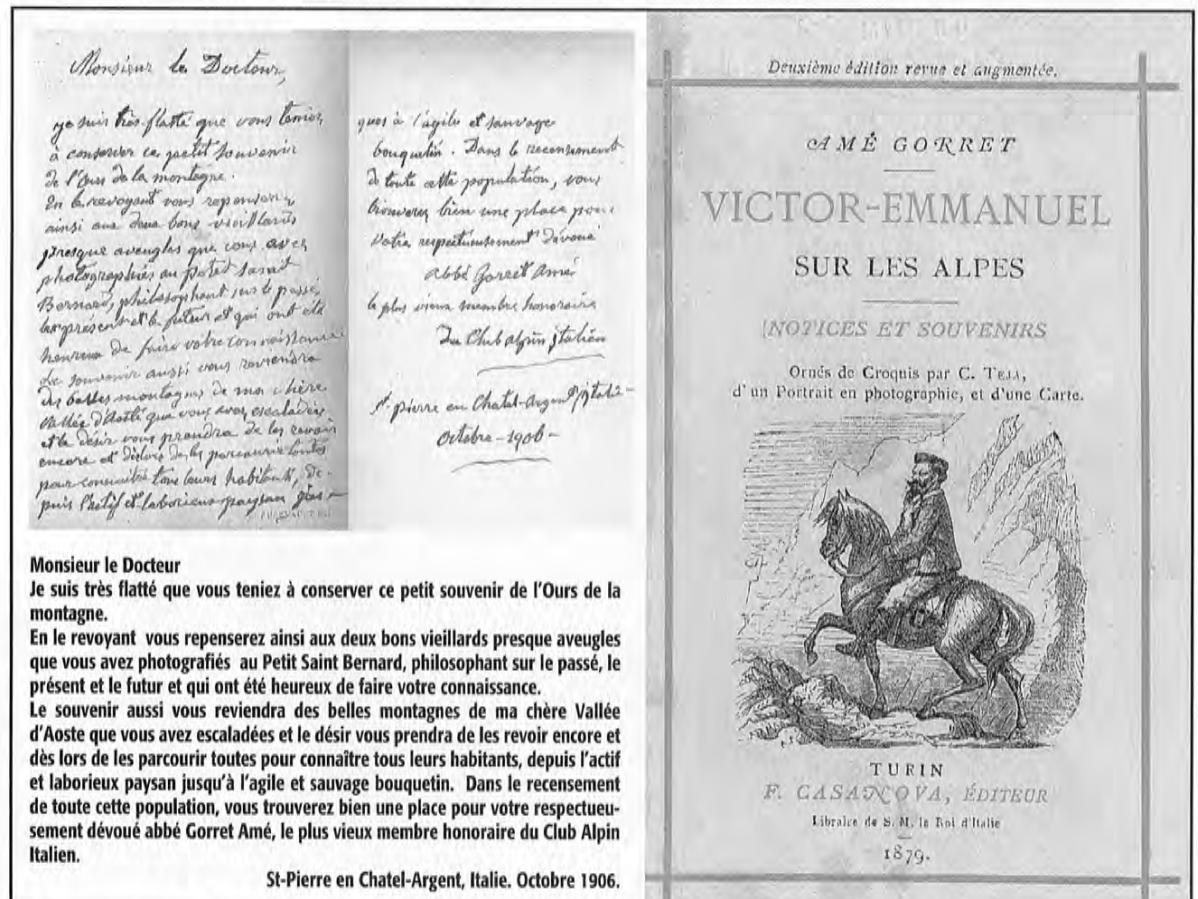 Monsieur le Docteur,
je suis très flatté que vous teniez
à conserver ce petit souvenir
de l'Ours de la montagne.
En le revoyant vous repenserez
ainsi aux deux bons vieillards
presque aveugles que vous avez
photographiés au petit Saint
Bernard, philosophant sur le passé,
le présent et le futur et qui ont été
heureux de faire votre connaissance
Le souvenir aussi vous reviendra
des belles montagnes de ma chère
Vallée d'Aoste que vous avez escaladées
et le désir vous prendra de les revoir
encore et de les parcourir toutes
pour connaître tous leurs habitants, de-
puis l'actif et laborieux paysan jus-
ques à l'agile et sauvage
bouquetin. Dans le recensement
de toute cette population, vous
trouverez bien une place pour
votre respectueusement dévoué
abbé Gorret Amé
le plus vieux membre honoraire
du Club alpin italien
St pierre en Chatel-Argent Italie-
Octobre-1906-
Monsieur le Docteur
Je suis très flatté que vous teniez à conserver ce petit souvenir de l'Ours de la
montagne.
En le revoyant vous repenserez ainsi aux deux bons vieillards presque aveugles
que vous avez photografiés au Petit Saint Bernard, philosophant sur le passé, le
présent et le futur et qui ont été heureux de faire votre connaissance.
Le souvenir aussi vous reviendra des belles montagnes de ma chère Vallée
d'Aoste que vous avez escaladées et le désir vous prendra de les revoir encore et
dès lors de les parcourir toutes pour connaître tous leurs habitants, depuis l'actif
et laborieux paysan jusqu'à l'agile et sauvage bouquetin. Dans le recensement
de toute cette population, vous trouverez bien une place pour votre respectueu-
sement dévoué abbé Gorret Amé, le plus vieux membre honoraire du Club Alpin
Italien.
St-Pierre en Chatel-Argent, Italie. Octobre 1906.
Deuxième édition revue et augmentée.
AMÉ GORRET
VICTOR-EMMANUEL
SUR LES ALPES
NOTICES ET SOUVENIRS
Ornés de Croquis par C. TEJA,
d'un Portrait en photographie, et d'une Carte.
TURIN
F. CASANOVA, ÉDITEUR
Libraire de S. M. le Roi d'Italie
1879.